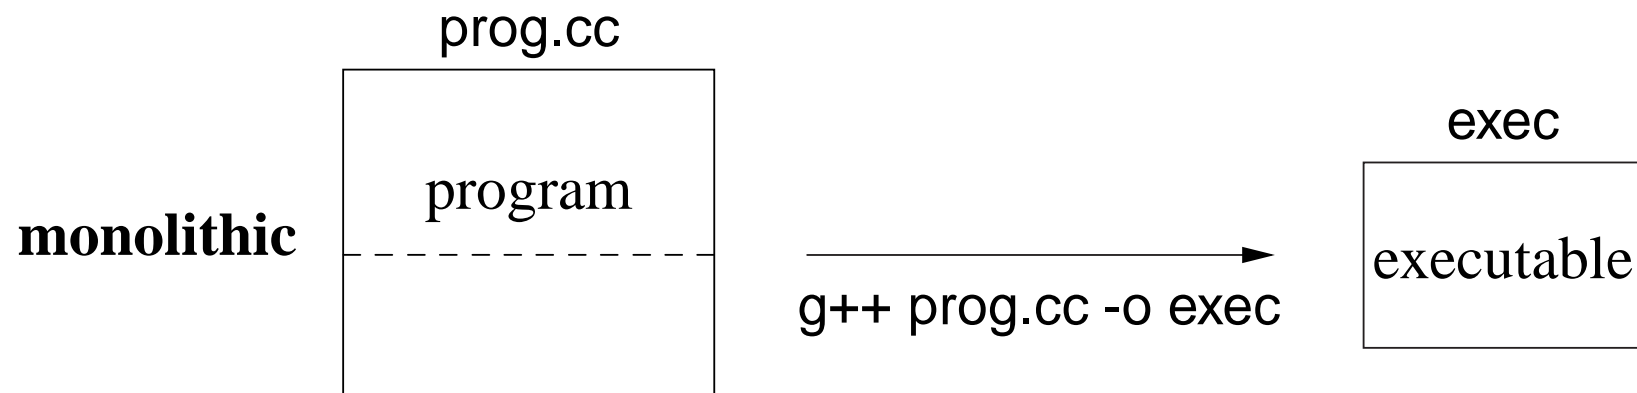 prog.cc
exec
program
monolithic
executable
g++ prog.cc -o exec